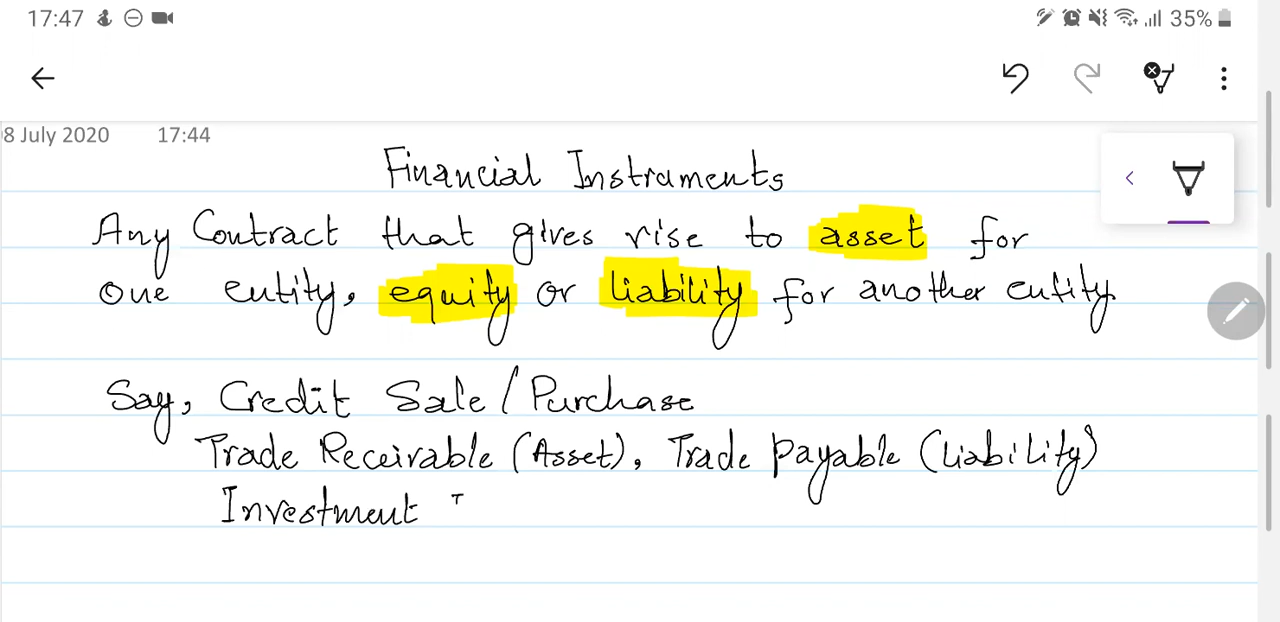 17:47 35%
8 July 2020 17:44
Financial Instruments
Any Contract that gives rise to asset for
one entity, equity or liability for another entity.
Say, Credit Sale/Purchase
Trade Receivable (Asset), Trade payable (Liability)
Investment